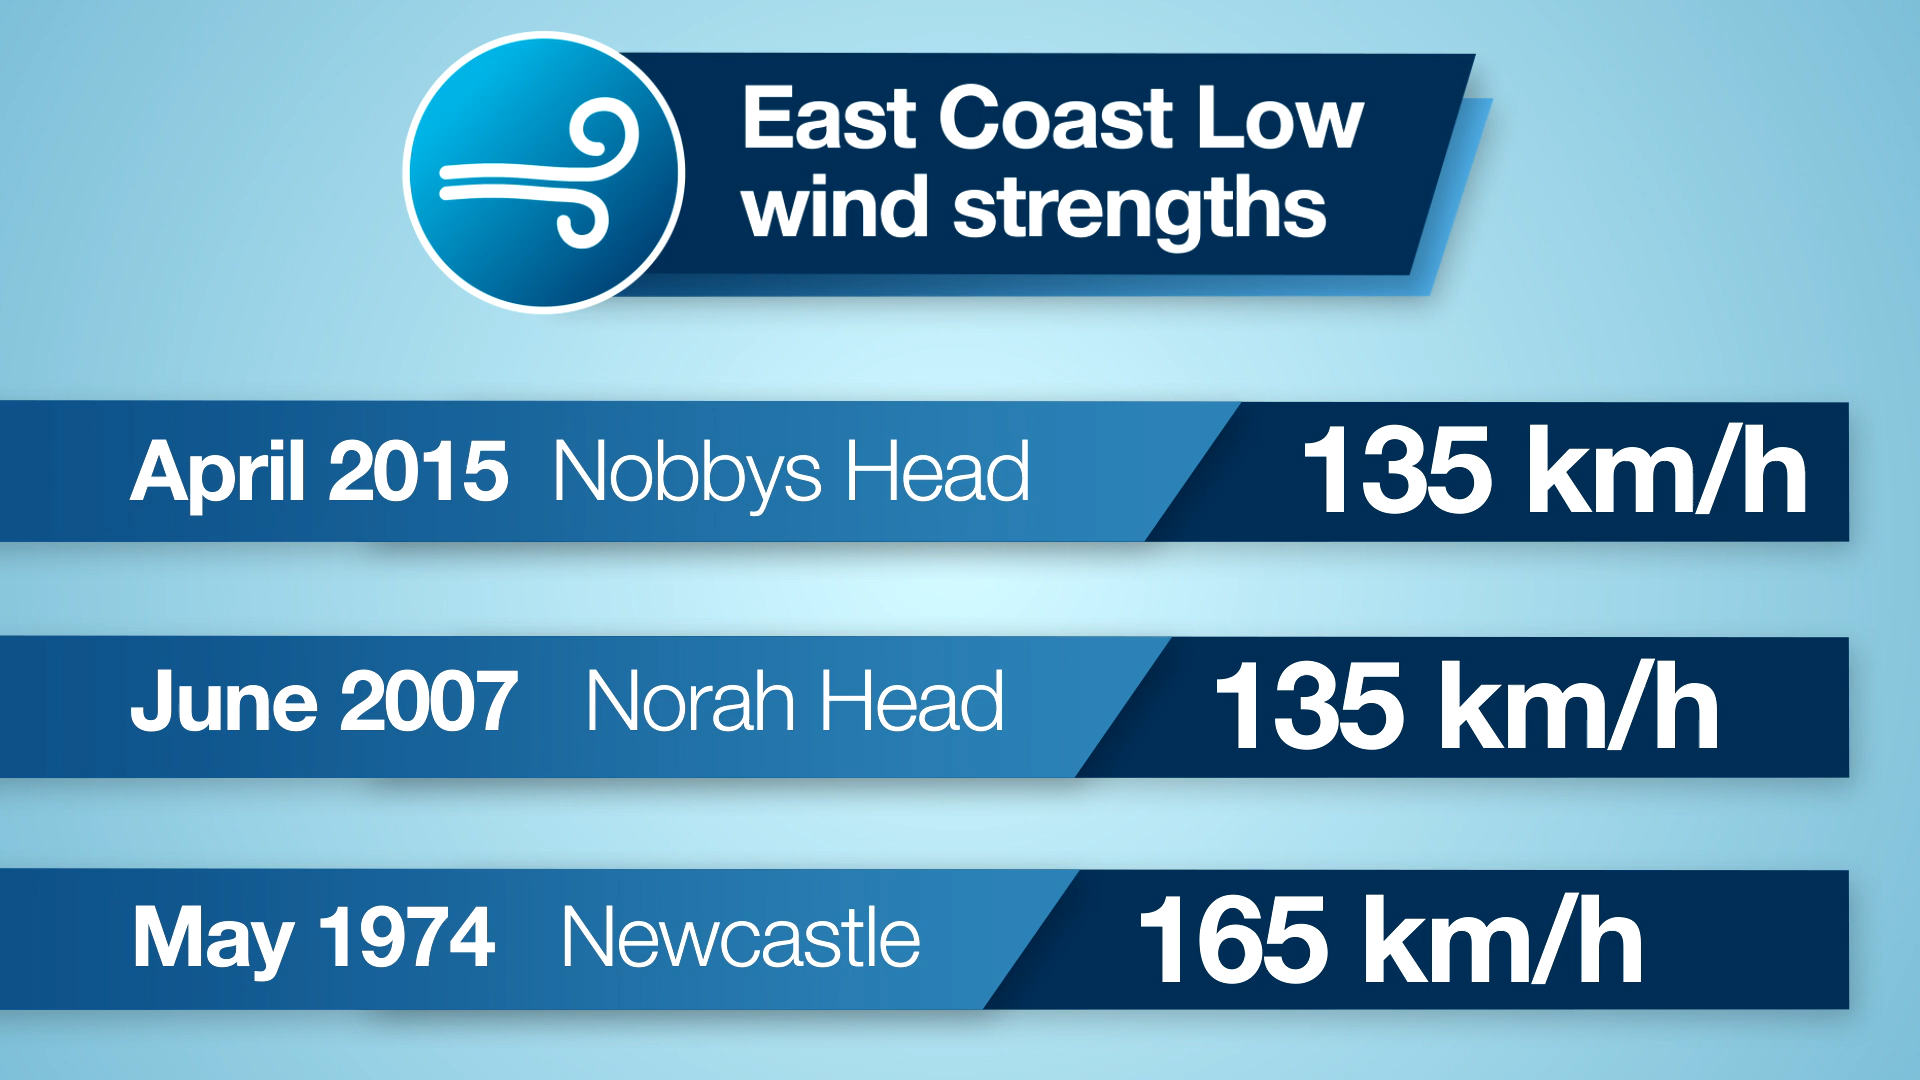 East Coast Low
wind strengths
April 2015 Nobbys Head 135 km/h
June 2007 Norah Head 135 km/h
May 1974 Newcastle 165 km/h